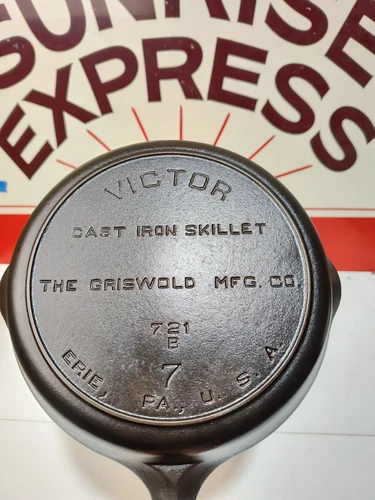 SUNRISE
EXPRESS
VICTOR
CAST IRON SKILLET
THE GRISWOLD MFG. CO.
721
B
7
ERIE, PA., U.S.A.